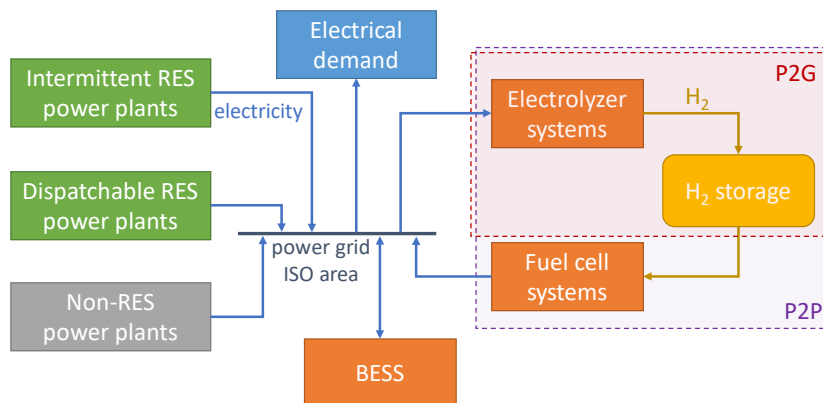 Electrical
demand
Intermittent RES
power plants
electricity
P2G
Electrolyzer
systems
H₂
Dispatchable RES
power plants
H₂ storage
power grid
ISO area
Fuel cell
systems
Non-RES
power plants
P2P
BESS